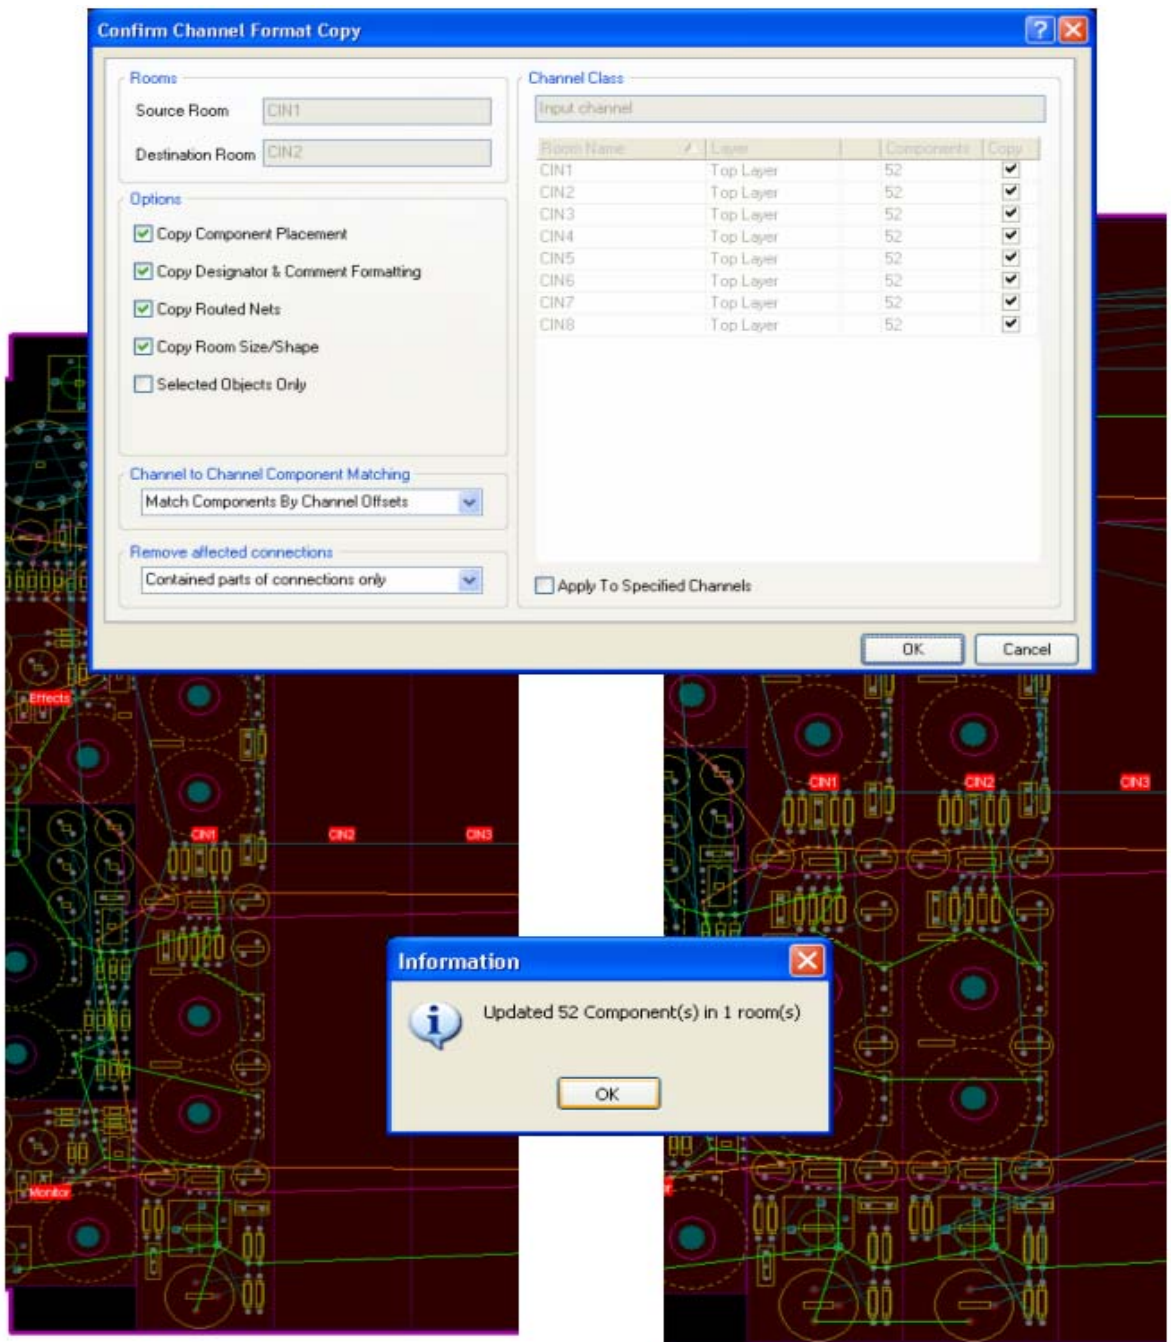 Confirm Channel Format Copy
Rooms
Source Room CIN1
Destination Room CIN2
Options
Copy Component Placement
Copy Designator & Comment Formatting
Copy Routed Nets
Copy Room Size/Shape
Selected Objects Only
Channel to Channel Component Matching
Match Components By Channel Offsets
Remove affected connections
Contained parts of connections only
Channel Class
Input channel
Room Name Layer Components Copy
CIN1 Top Layer 52
CIN2 Top Layer 52
CIN3 Top Layer 52
CIN4 Top Layer 52
CIN5 Top Layer 52
CIN6 Top Layer 52
CIN7 Top Layer 52
CIN8 Top Layer 52
Apply To Specified Channels
OK Cancel
Effects
CIN1 CIN2 CIN3
CIN1 CIN2 CIN3
Information
Updated 52 Component(s) in 1 room(s)
OK
Monitor